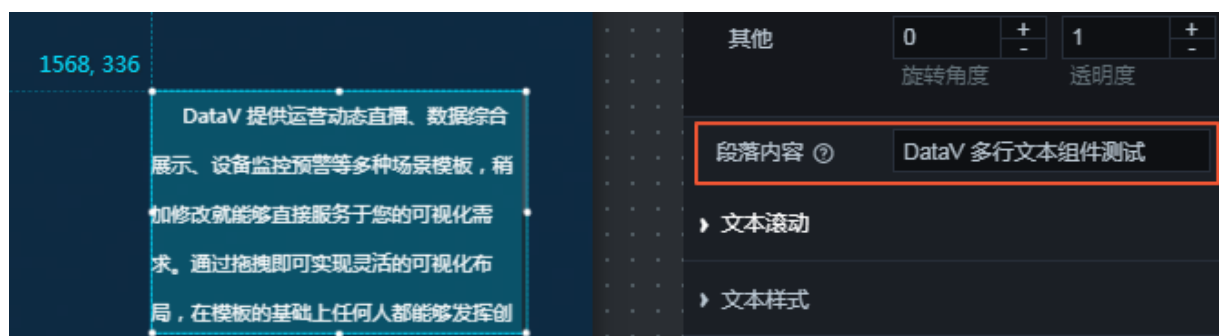 1568, 336
DataV 提供运营动态直播、数据综合
展示、设备监控预警等多种场景模板，稍
加修改就能够直接服务于您的可视化需
求。通过拖拽即可实现灵活的可视化布
局，在模板的基础上任何人都能够发挥创
其他 0 + - 1 + -
旋转角度 透明度
段落内容 ? DataV 多行文本组件测试
文本滚动
文本样式